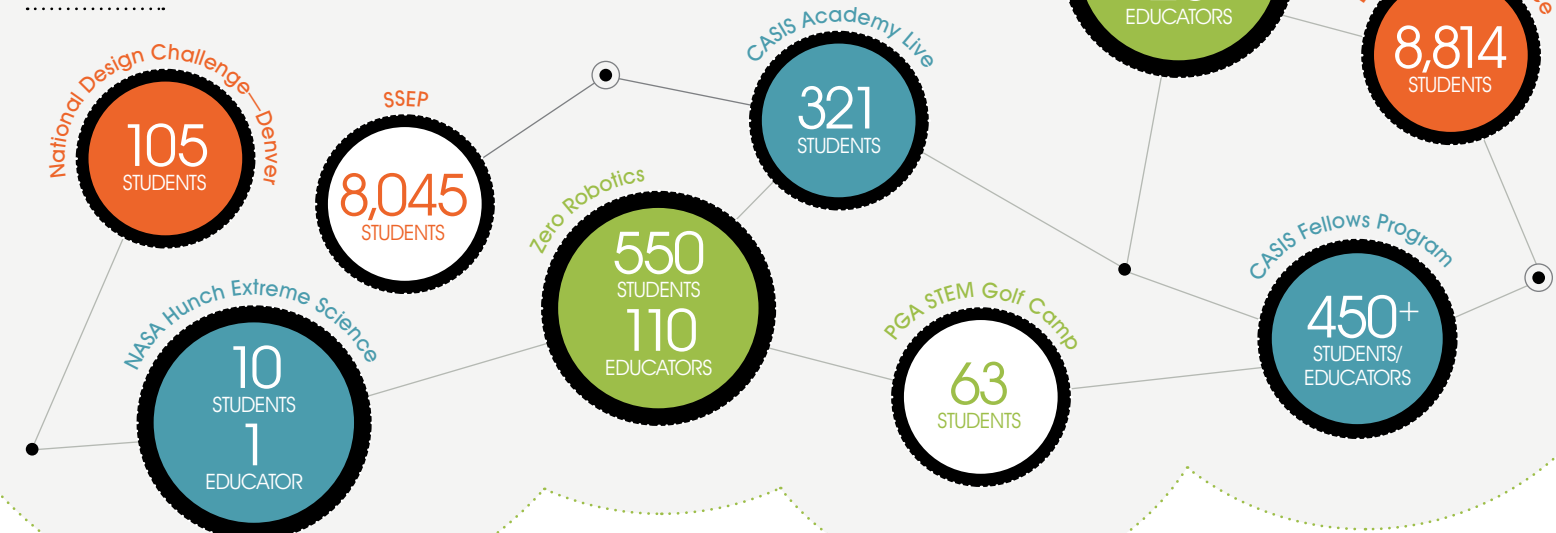 National Design Challenge—Denver
105
STUDENTS
SSEP
8,045
STUDENTS
CASIS Academy Live
321
STUDENTS
EDUCATORS
8,814
STUDENTS
NASA Hunch Extreme Science
10
STUDENTS
1
EDUCATOR
Zero Robotics
550
STUDENTS
110
EDUCATORS
PGA STEM Golf Camp
63
STUDENTS
CASIS Fellows Program
450+
STUDENTS/
EDUCATORS